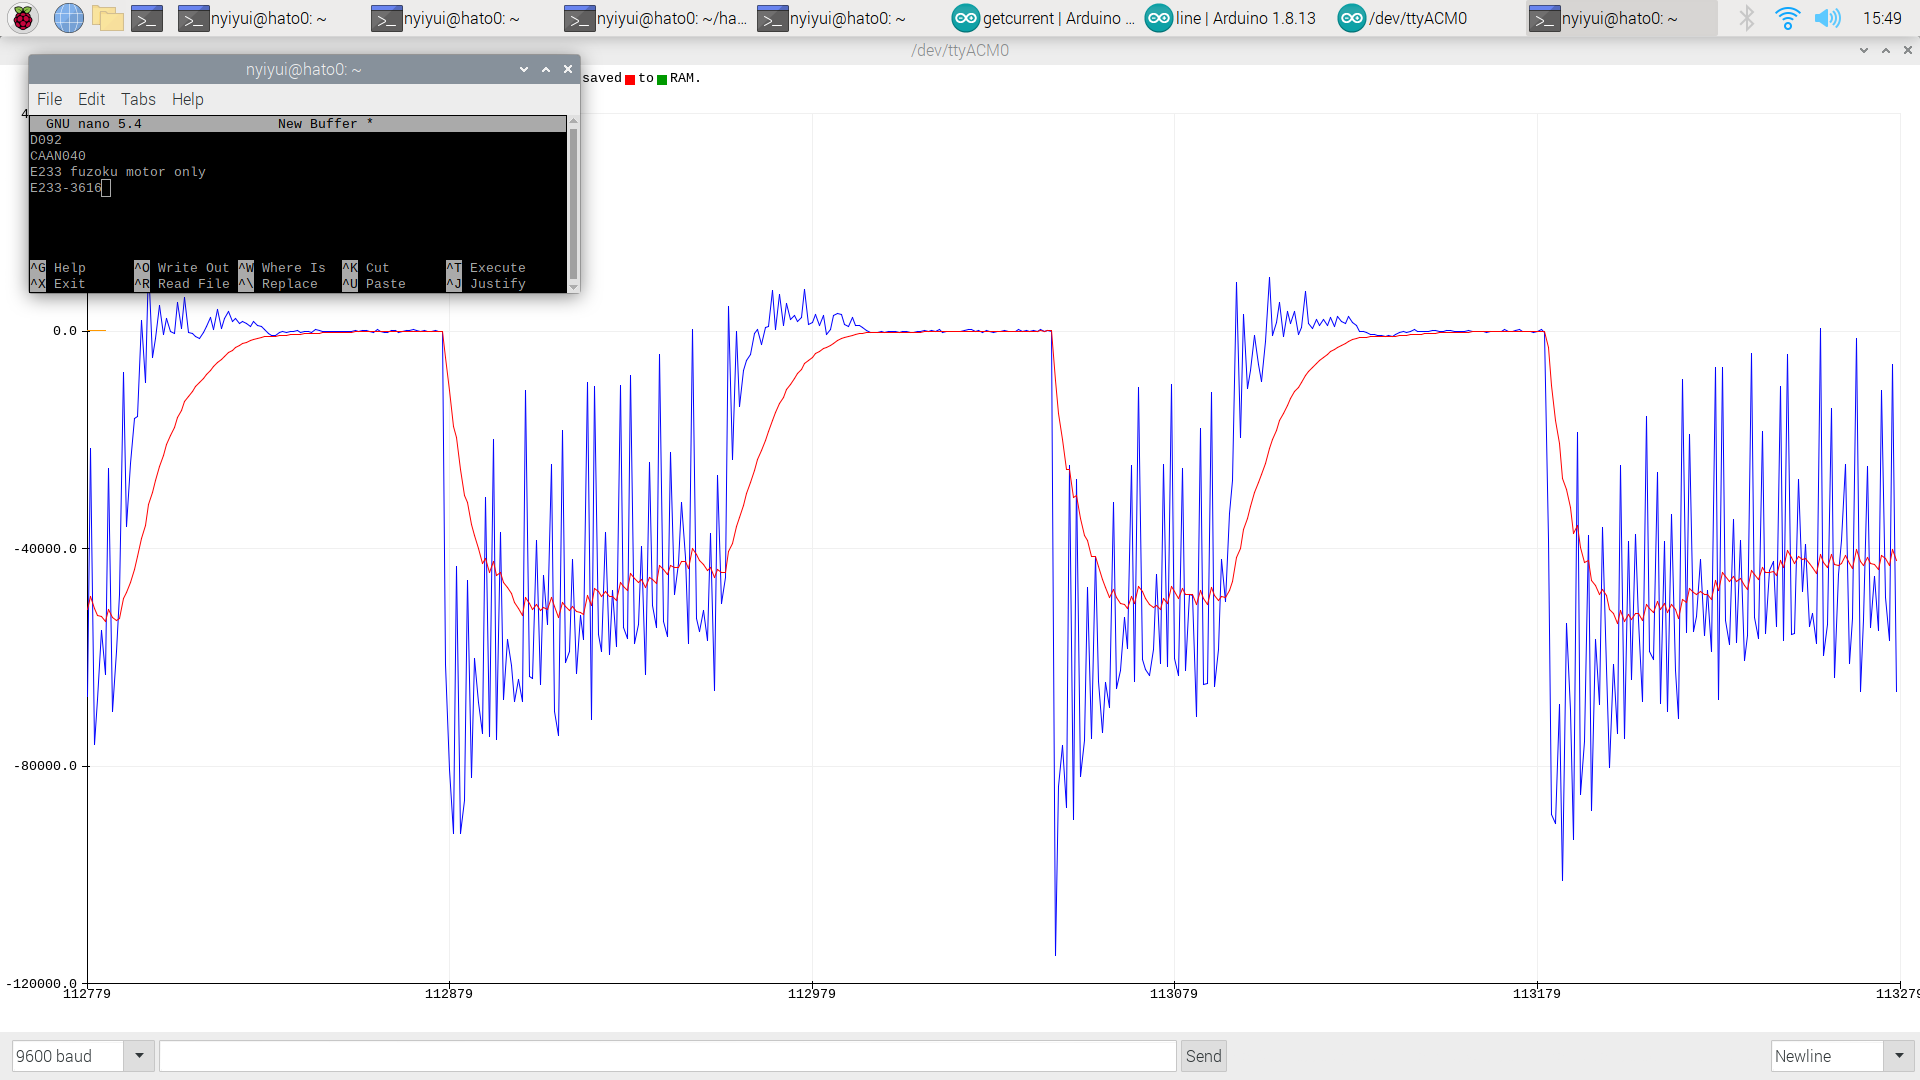 nyiyui@hato0: ~
nyiyui@hato0: ~
nyiyui@hato0: ~/ha...
nyiyui@hato0: ~
getcurrent | Arduino ...
line | Arduino 1.8.13
/dev/ttyACM0
nyiyui@hato0: ~
15:49
/dev/ttyACM0
nyiyui@hato0: ~
saved to RAM.
File Edit Tabs Help
GNU nano 5.4 New Buffer *
D092
CAAN040
E233 fuzoku motor only
E233-3616
^G Help ^O Write Out ^W Where Is ^K Cut ^T Execute
^X Exit ^R Read File ^\ Replace ^U Paste ^J Justify
4
0.0
-40000.0
-80000.0
-120000.0
112779 112879 112979 113079 113179 113279
9600 baud Send Newline